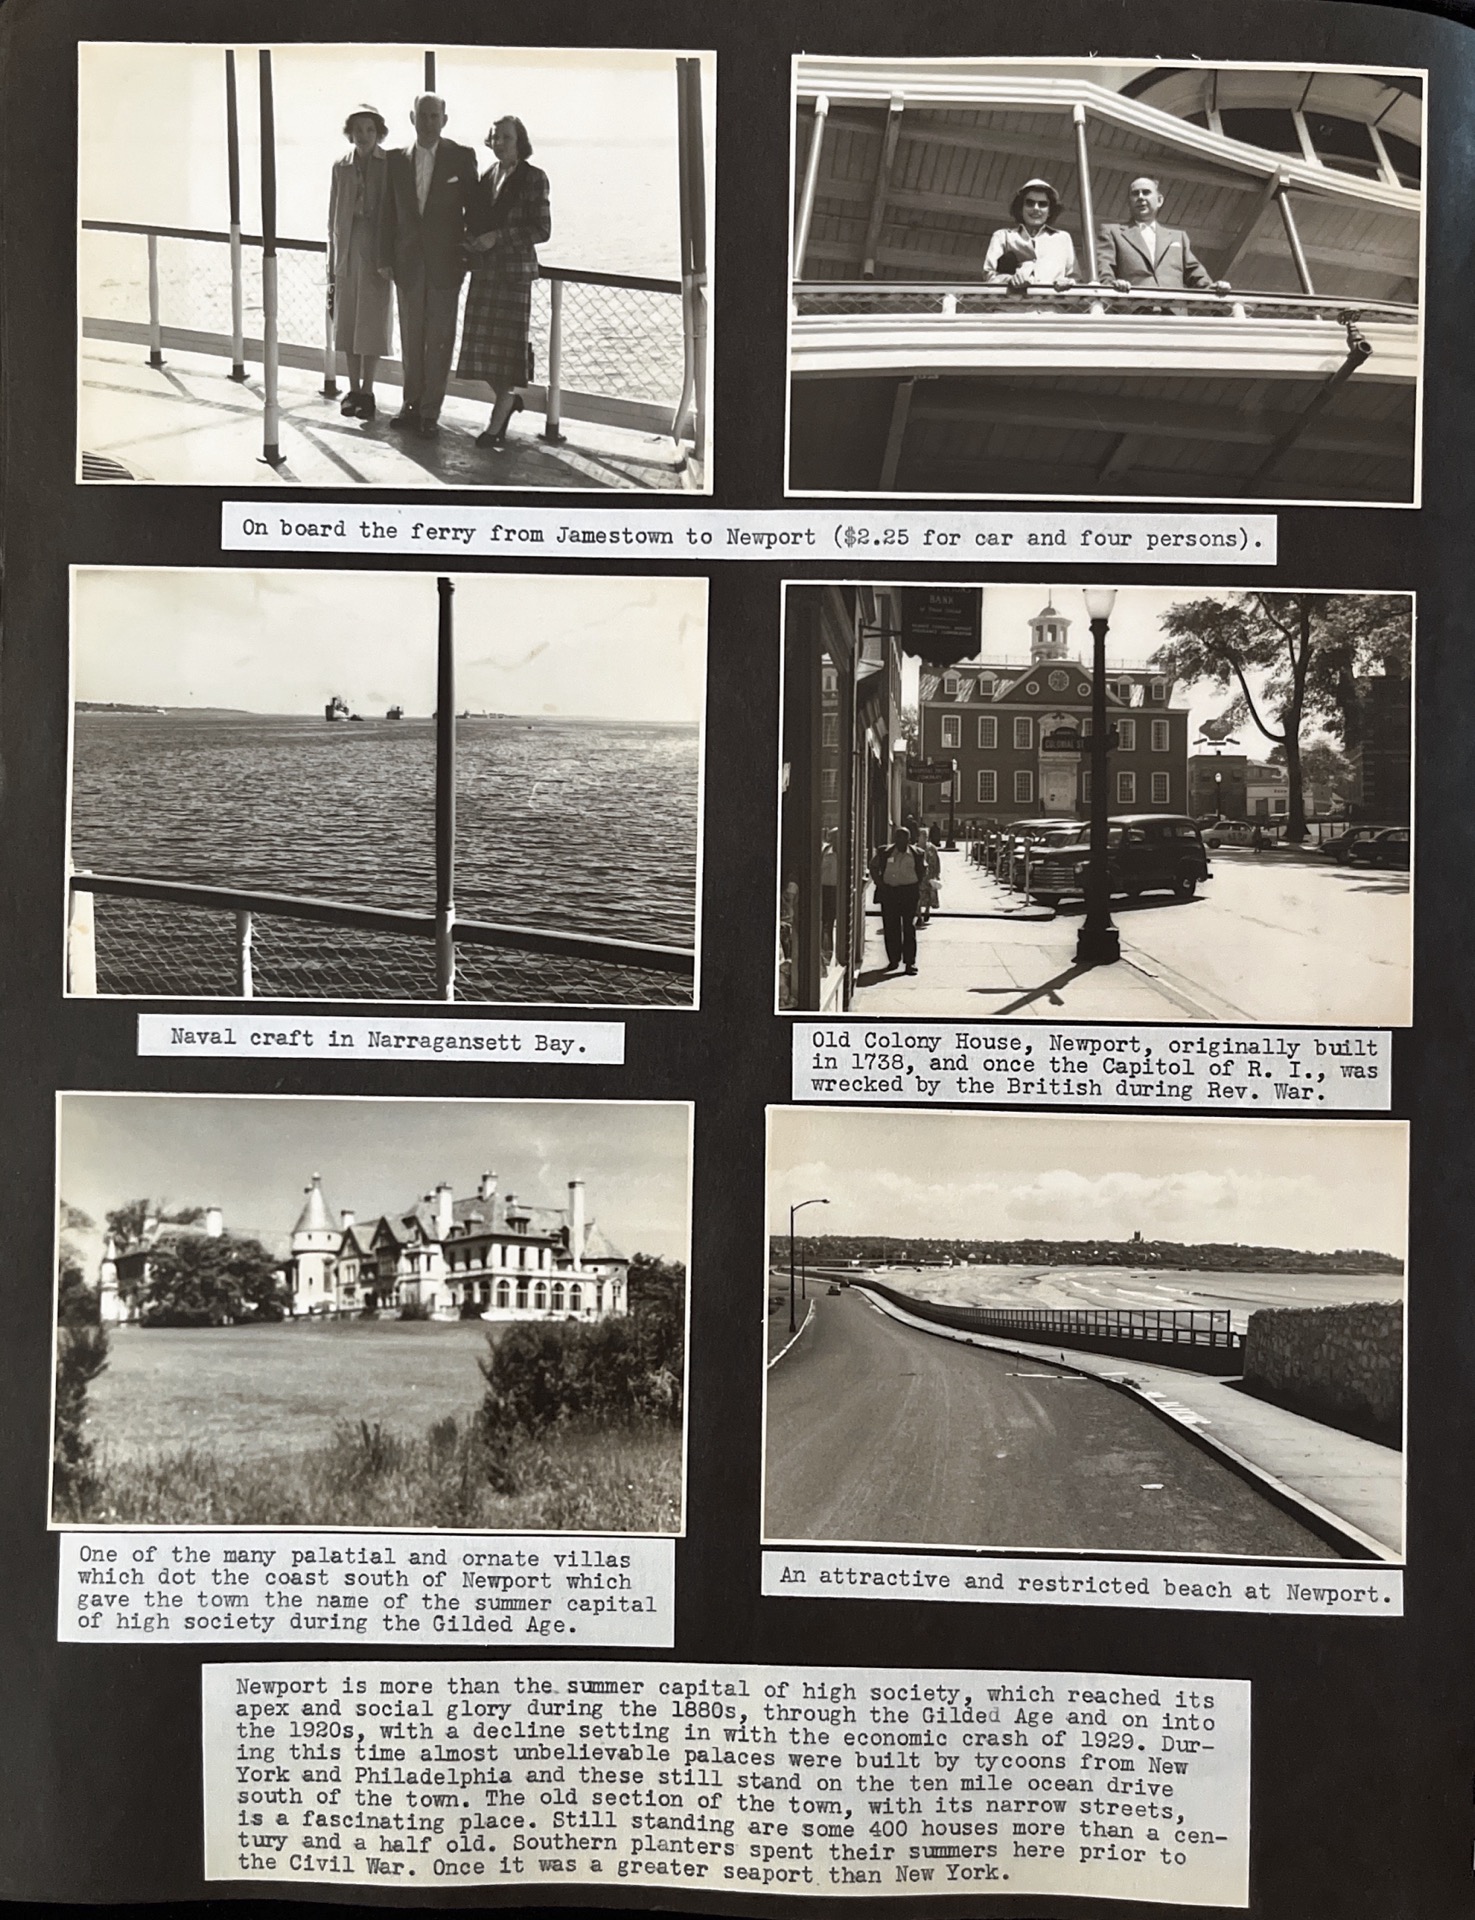 On board the ferry from Jamestown to Newport ($2.25 for car and four persons).
BANK
COLONIAL ST
Naval craft in Narragansett Bay.
Old Colony House, Newport, originally built
in 1738, and once the Capitol of R. I., was
wrecked by the British during Rev. War.
One of the many palatial and ornate villas
which dot the coast south of Newport which
gave the town the name of the summer capital
of high society during the Gilded Age.
An attractive and restricted beach at Newport.
Newport is more than the summer capital of high society, which reached its
apex and social glory during the 1880s, through the Gilded Age and on into
the 1920s, with a decline setting in with the economic crash of 1929. Dur-
ing this time almost unbelievable palaces were built by tycoons from New
York and Philadelphia and these still stand on the ten mile ocean drive
south of the town. The old section of the town, with its narrow streets,
is a fascinating place. Still standing are some 400 houses more than a cen-
tury and a half old. Southern planters spent their summers here prior to
the Civil War. Once it was a greater seaport than New York.